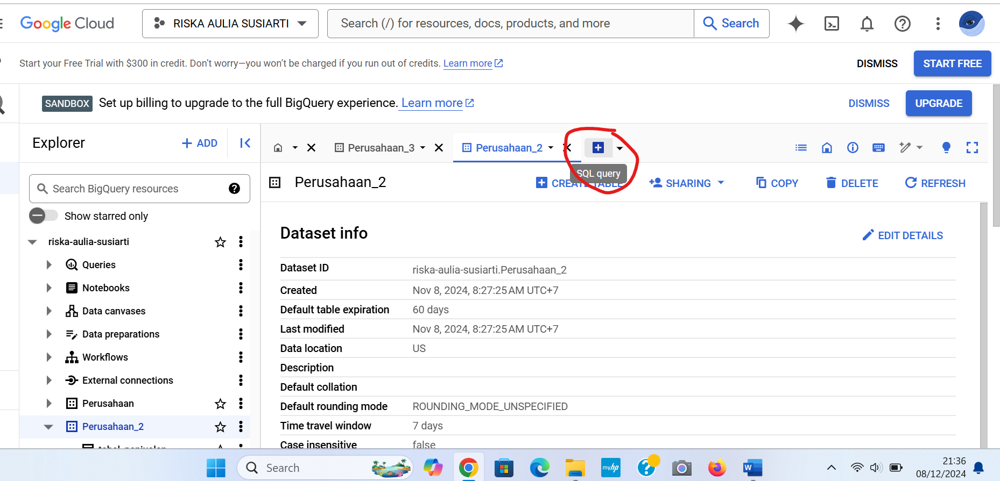 Google Cloud
RISKA AULIA SUSIARTI
Search (/) for resources, docs, products, and more
Search
Start your Free Trial with $300 in credit. Don’t worry—you won’t be charged if you run out of credits. Learn more
DISMISS
START FREE
SANDBOX
Set up billing to upgrade to the full BigQuery experience. Learn more
DISMISS
UPGRADE
Explorer
ADD
Perusahaan_3
Perusahaan_2
SQL query
Search BigQuery resources
Show starred only
riska-aulia-susiarti
Queries
Notebooks
Data canvases
Data preparations
Workflows
External connections
Perusahaan
Perusahaan_2
Perusahaan_2
CREATE TABLE
SHARING
COPY
DELETE
REFRESH
Dataset info
EDIT DETAILS
Dataset ID riska-aulia-susiarti.Perusahaan_2
Created Nov 8, 2024, 8:27:25 AM UTC+7
Default table expiration 60 days
Last modified Nov 8, 2024, 8:27:25 AM UTC+7
Data location US
Description
Default collation
Default rounding mode ROUNDING_MODE_UNSPECIFIED
Time travel window 7 days
Case insensitive false
Search
myhp
21:36
08/12/2024